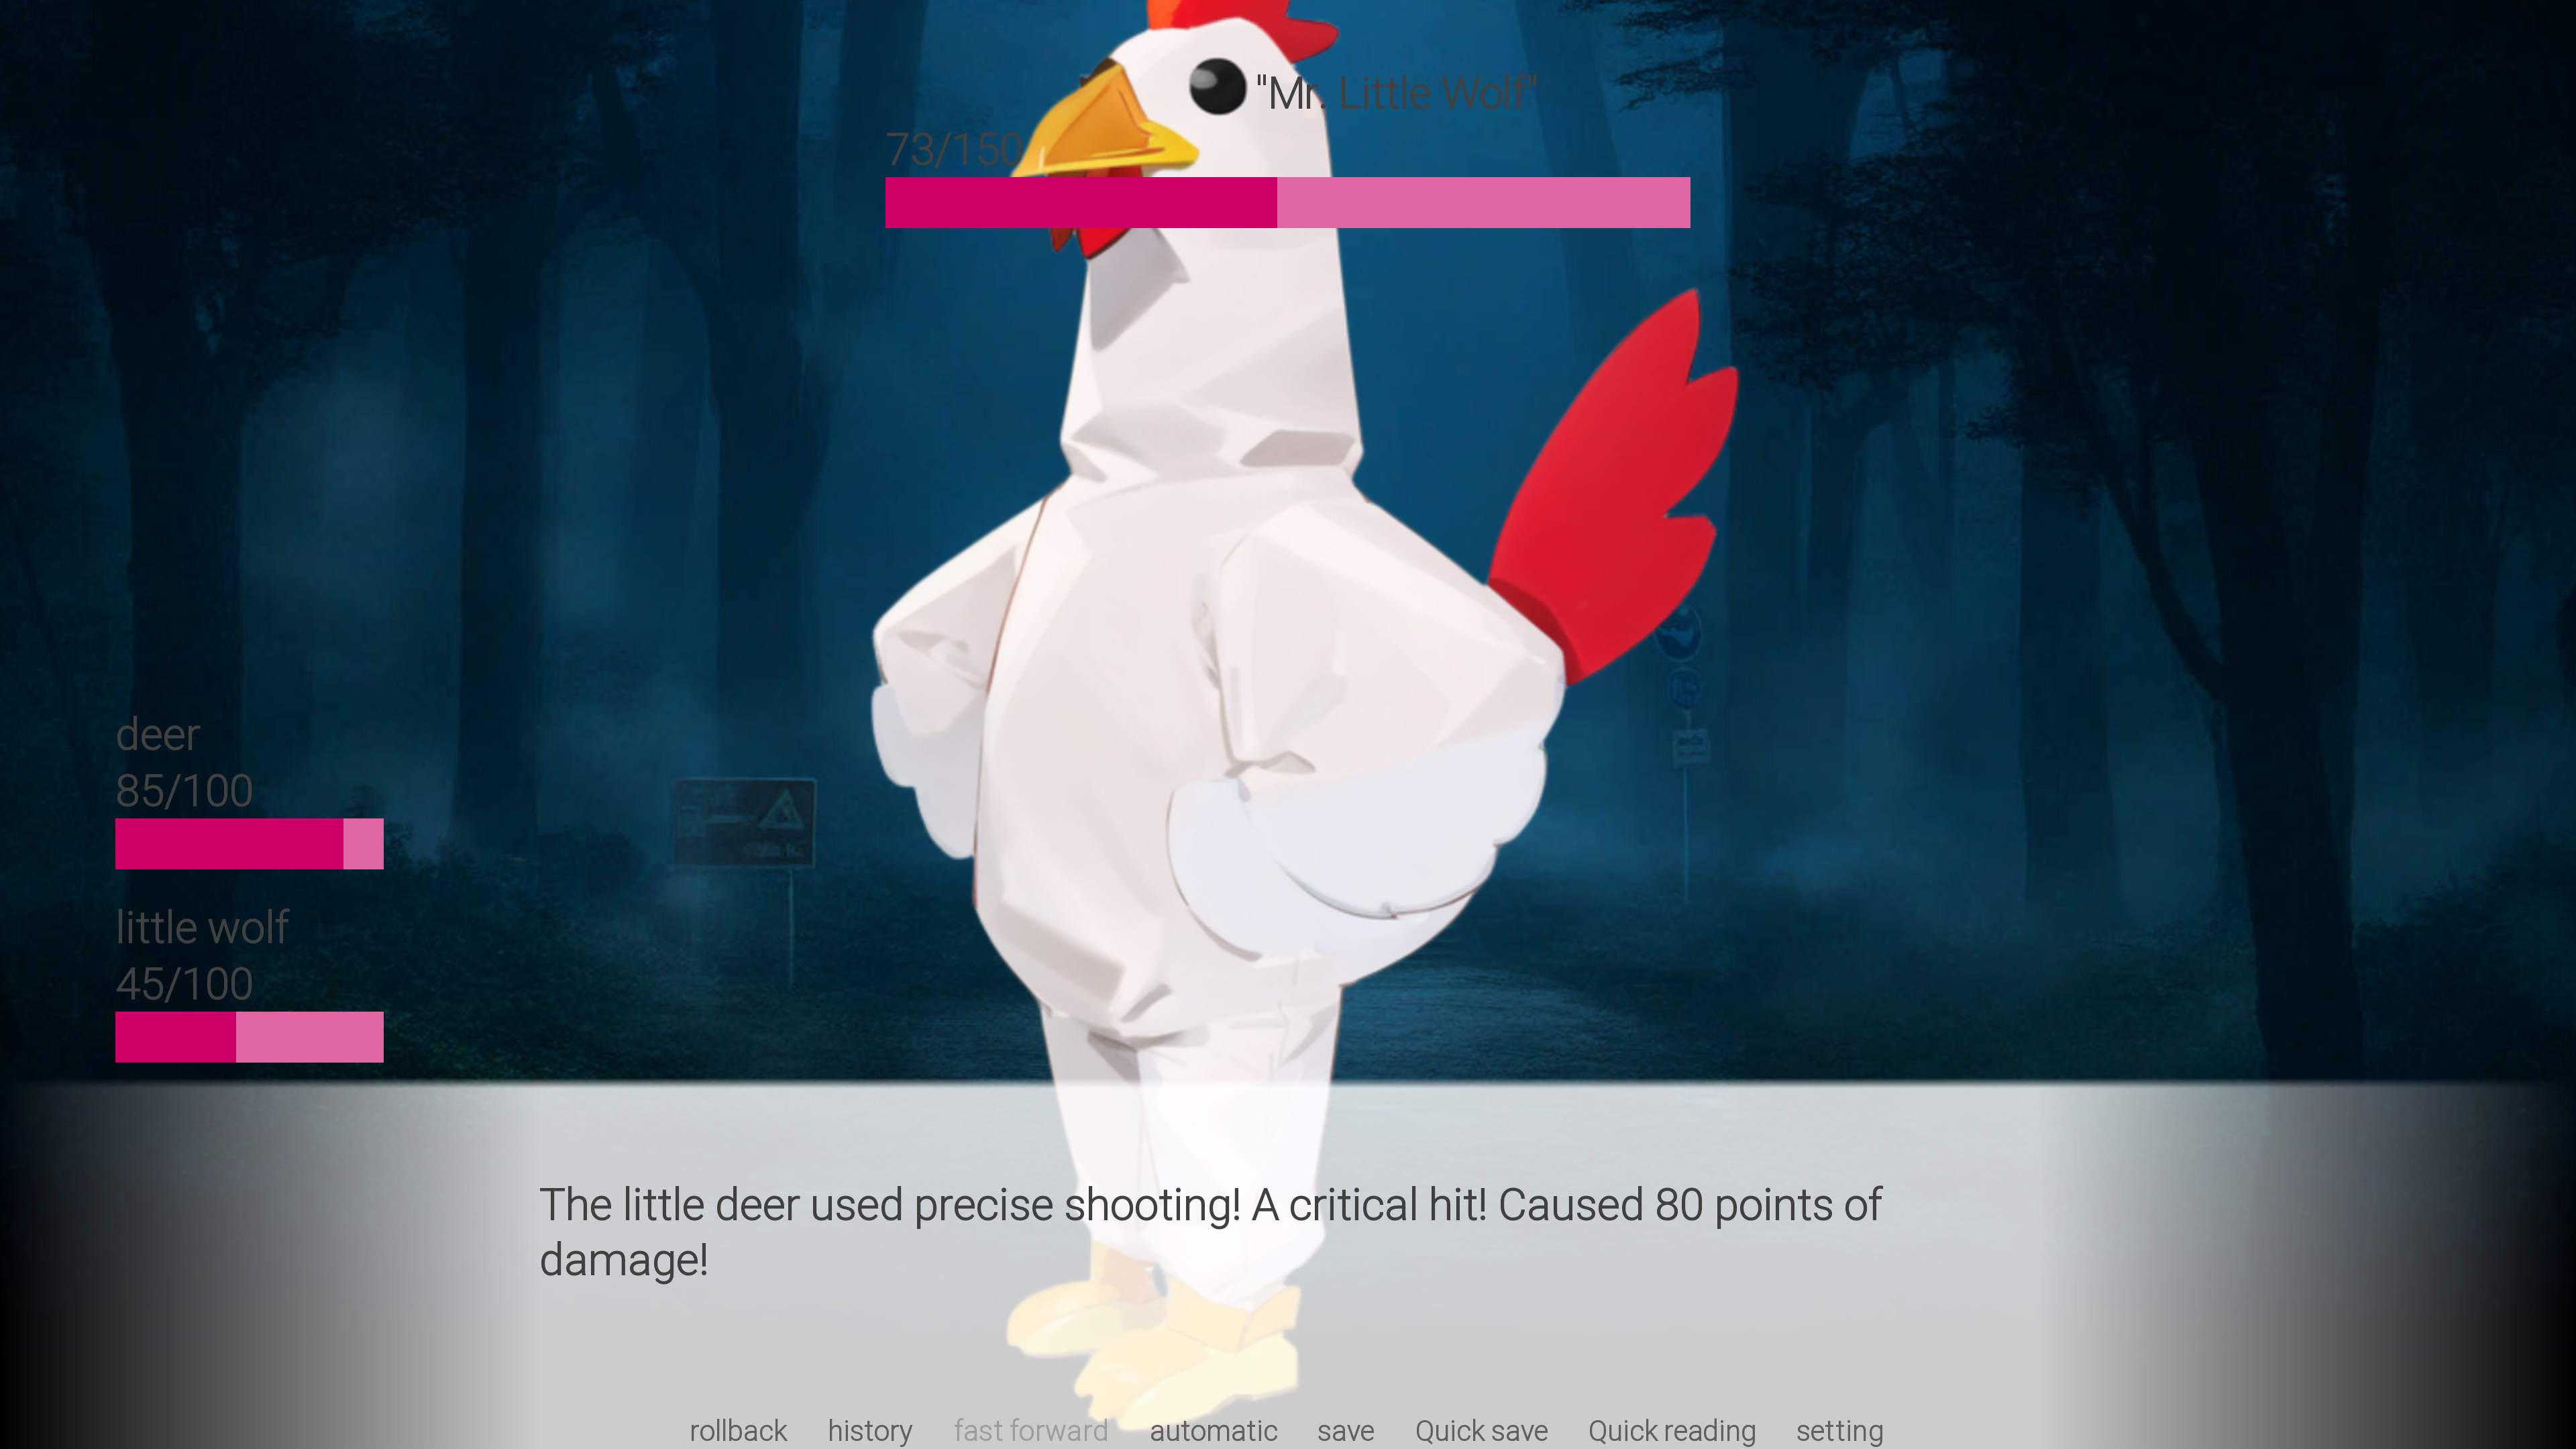 "Mr. Little Wolf"
73/150
deer
85/100
little wolf
45/100
The little deer used precise shooting! A critical hit! Caused 80 points of
damage!
rollback history fast forward automatic save Quick save Quick reading setting